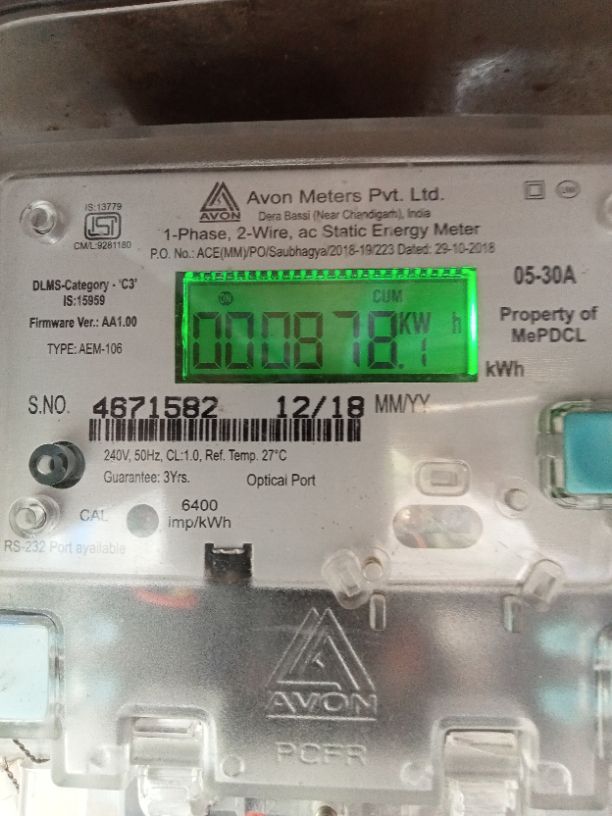 IS:13779
ISI
CM/L:9281180
AVON
Avon Meters Pvt. Ltd.
Dera Bassi (Near Chandigarh), India
1-Phase, 2-Wire, ac Static Energy Meter
P.O. No.: ACE(MM)/PO/Saubhagya/2018-19/223 Dated: 29-10-2018
DLMS-Category - 'C3'
IS:15959
Firmware Ver.: AA1.00
TYPE: AEM-106
CUM
000878.1 KW h
kWh
05-30A
Property of
MePDCL
S.NO. 4671582 12/18 MM/YY
240V, 50Hz, CL:1.0, Ref. Temp. 27°C
Guarantee: 3Yrs. Optical Port
CAL 6400
imp/kWh
RS-232 Port available
AVON
PCFR